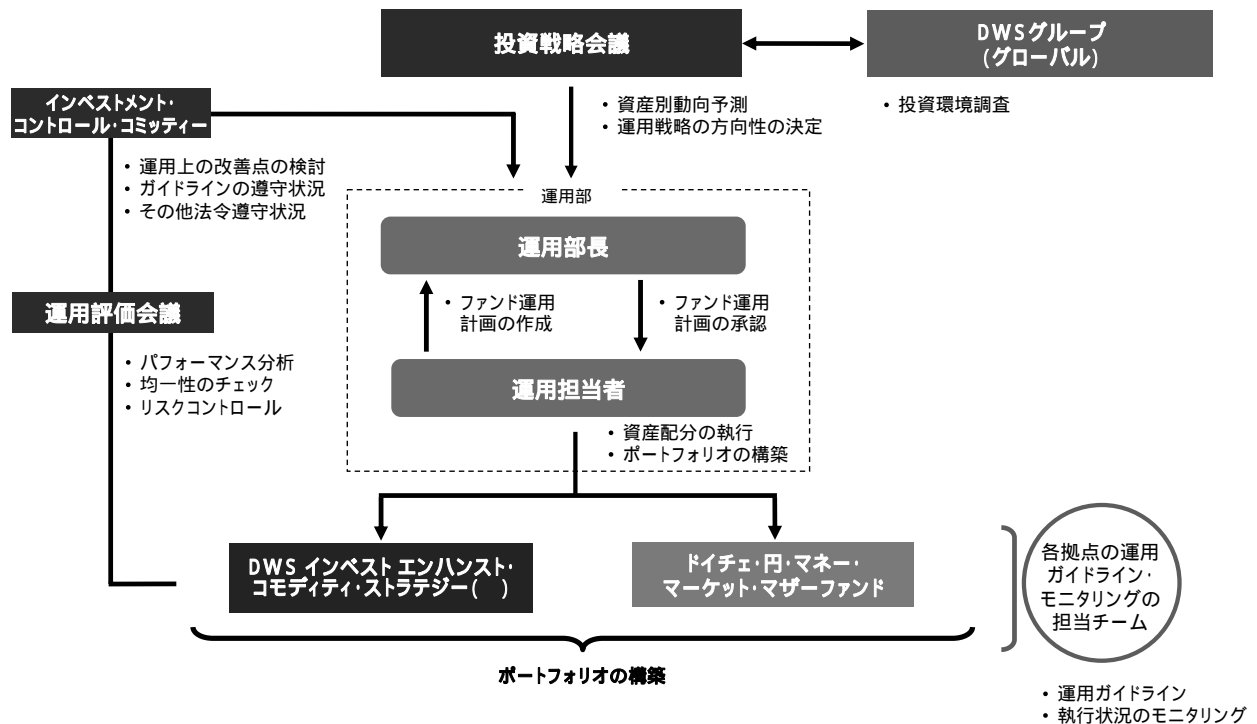 投資戦略会議
DWSグループ
(グローバル)
・資産別動向予測
・運用戦略の方向性の決定
・投資環境調査
インベストメント・
コントロール・コミッティー
・運用上の改善点の検討
・ガイドラインの遵守状況
・その他法令遵守状況
運用部
運用部長
・ファンド運用
計画の作成
・ファンド運用
計画の承認
運用評価会議
・パフォーマンス分析
・均一性のチェック
・リスクコントロール
運用担当者
・資産配分の執行
・ポートフォリオの構築
DWS インベスト エンハンスト・
コモディティ・ストラテジー( )
ドイチェ・円・マネー・
マーケット・マザーファンド
各拠点の運用
ガイドライン・
モニタリングの
担当チーム
ポートフォリオの構築
・運用ガイドライン
・執行状況のモニタリング